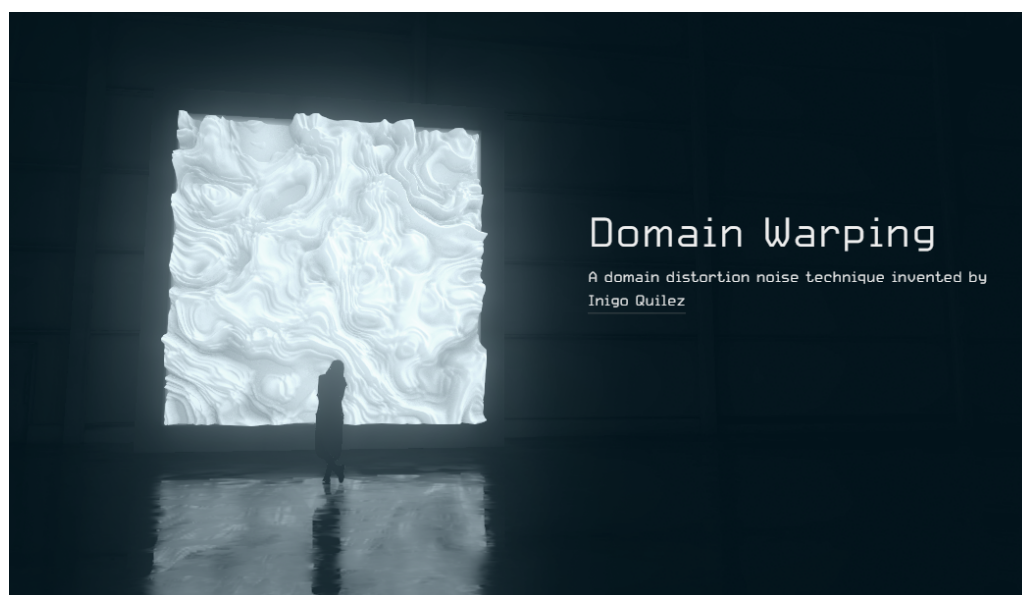 Domain Warping
A domain distortion noise technique invented by
Inigo Quilez